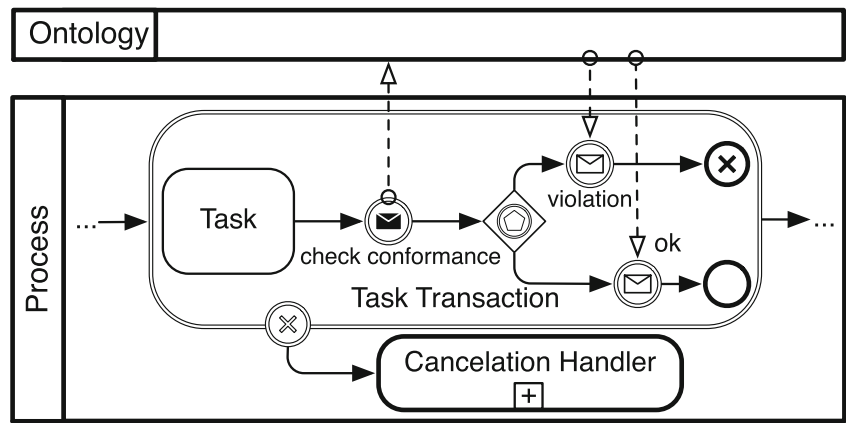 Ontology
Process
...
Task
check conformance
violation
ok
...
Task Transaction
Cancelation Handler